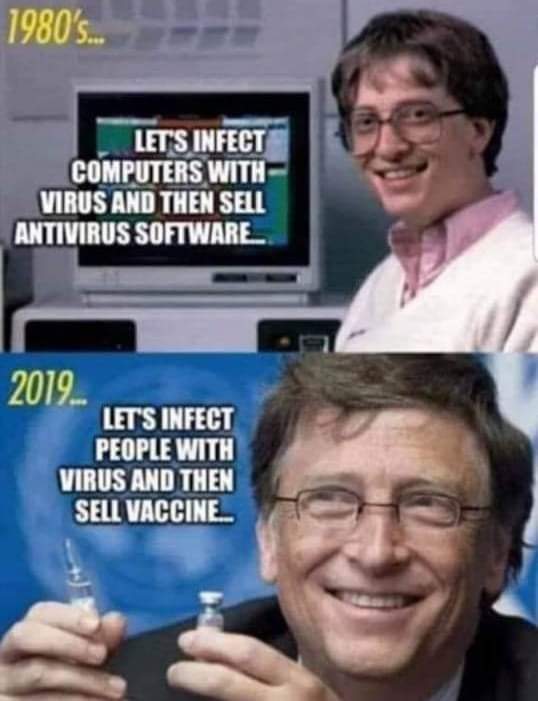 1980's...
LET'S INFECT
COMPUTERS WITH
VIRUS AND THEN SELL
ANTIVIRUS SOFTWARE...
2019...
LET'S INFECT
PEOPLE WITH
VIRUS AND THEN
SELL VACCINE...